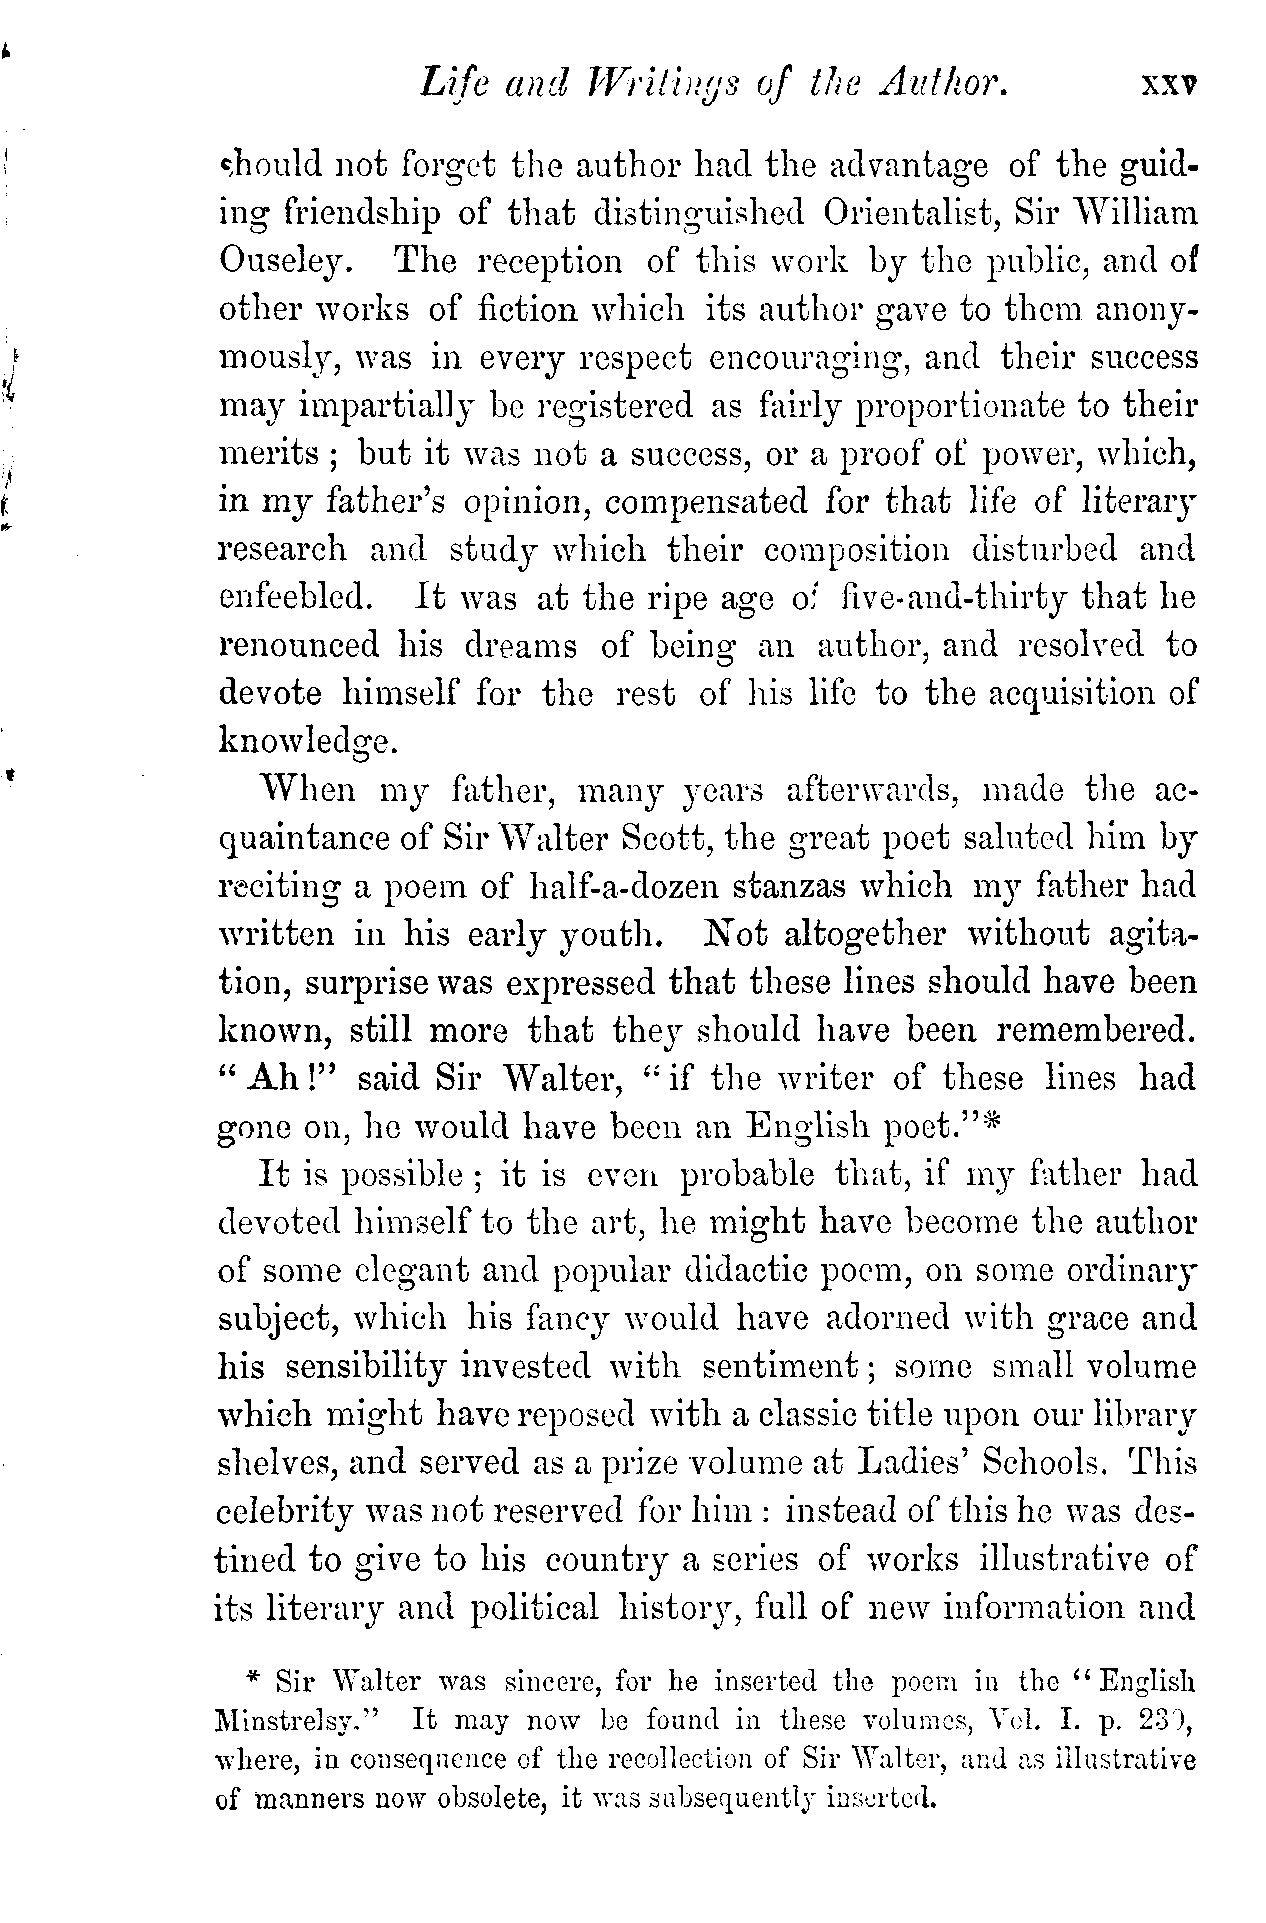 Life and Writings of the Author. xxv
should not forget the author had the advantage of the guid-
ing friendship of that distinguished Orientalist, Sir William
Ouseley. The reception of this work by the public, and of
other works of fiction which its author gave to them anony-
mously, was in every respect encouraging, and their success
may impartially be registered as fairly proportionate to their
merits ; but it was not a success, or a proof of power, which,
in my father's opinion, compensated for that life of literary
research and study which their composition disturbed and
enfeebled. It was at the ripe age of five-and-thirty that he
renounced his dreams of being an author, and resolved to
devote himself for the rest of his life to the acquisition of
knowledge.
When my father, many years afterwards, made the ac-
quaintance of Sir Walter Scott, the great poet saluted him by
reciting a poem of half-a-dozen stanzas which my father had
written in his early youth. Not altogether without agita-
tion, surprise was expressed that these lines should have been
known, still more that they should have been remembered.
" Ah !" said Sir Walter, " if the writer of these lines had
gone on, he would have been an English poet."*
It is possible ; it is even probable that, if my father had
devoted himself to the art, he might have become the author
of some elegant and popular didactic poem, on some ordinary
subject, which his fancy would have adorned with grace and
his sensibility invested with sentiment ; some small volume
which might have reposed with a classic title upon our library
shelves, and served as a prize volume at Ladies' Schools. This
celebrity was not reserved for him : instead of this he was des-
tined to give to his country a series of works illustrative of
its literary and political history, full of new information and
* Sir Walter was sincere, for he inserted the poem in the " English
Minstrelsy." It may now be found in these volumes, Vol. I. p.
where, in consequence of the recollection of Sir Walter, and as illustrative
of manners now obsolete, it was subsequently inserted.